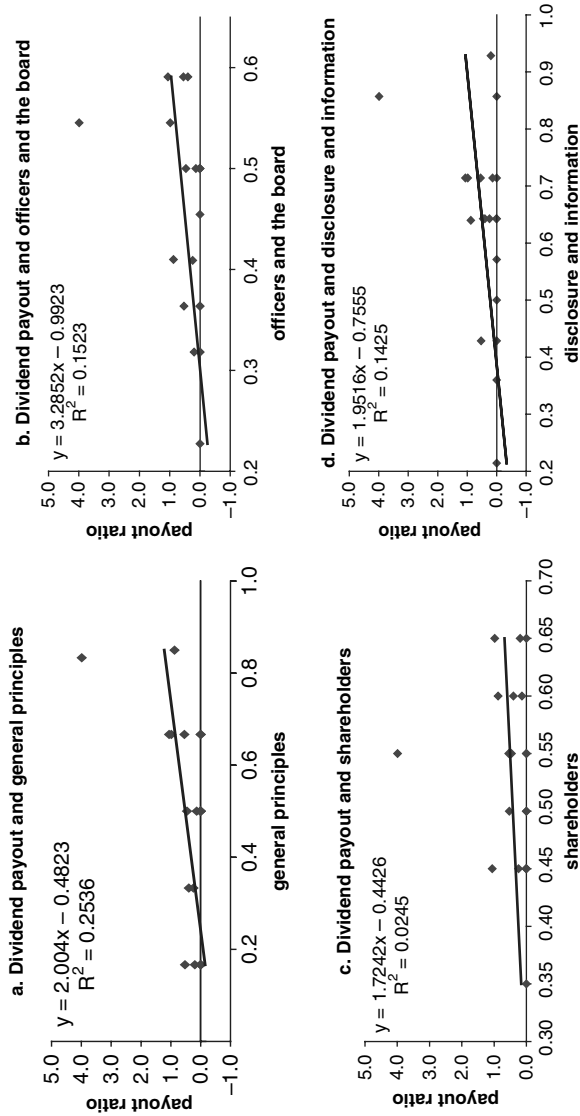 a. Dividend payout and general principles
y = 2.004x – 0.4823
R2 = 0.2536
5.0
4.0
3.0
2.0
1.0
0.0
–1.0
payout ratio
0.2
0.4
0.6
0.8
1.0
general principles
b. Dividend payout and officers and the board
y = 3.2852x – 0.9923
R2 = 0.1523
5.0
4.0
3.0
2.0
1.0
0.0
–1.0
payout ratio
0.2
0.3
0.4
0.5
0.6
officers and the board
c. Dividend payout and shareholders
y = 1.7242x – 0.4426
R2 = 0.0245
5.0
4.0
3.0
2.0
1.0
0.0
payout ratio
0.30
0.35
0.40
0.45
0.50
0.55
0.60
0.65
0.70
shareholders
d. Dividend payout and disclosure and information
y = 1.9516x – 0.7555
R2 = 0.1425
5.0
4.0
3.0
2.0
1.0
0.0
–1.0
payout ratio
0.2
0.3
0.4
0.5
0.6
0.7
0.8
0.9
1.0
disclosure and information